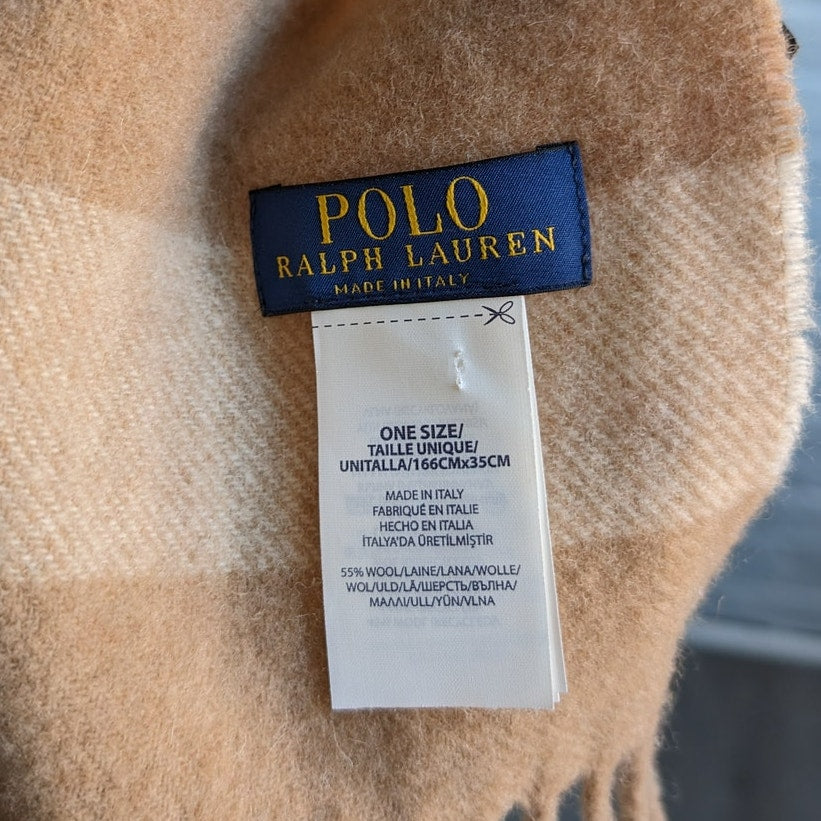 POLO
RALPH LAUREN
MADE IN ITALY
ONE SIZE/
TAILLE UNIQUE/
UNITALLA/166CMx35CM
MADE IN ITALY
FABRIQUÉ EN ITALIE
HECHO EN ITALIA
İTALYA'DA ÜRETİLMİŞTİR
55% WOOL/LAINE/LANA/WOLLE/
WOL/ULD/LÃ/ШЕРСТЬ/ВЪЛНА/
ΜΑΛΛΙ/ULL/YÜN/VLNA